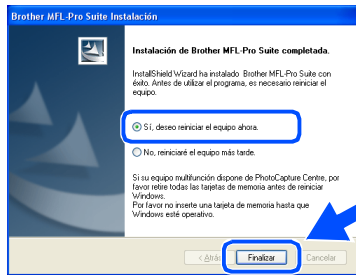 Brother MFL-Pro Suite Instalación
Instalación de Brother MFL-Pro Suite completada.
InstallShield Wizard ha instalado Brother MFL-Pro Suite con
éxito. Antes de utilizar el programa, es necesario reiniciar el
equipo.
Sí, deseo reiniciar el equipo ahora.
No, reiniciaré el equipo más tarde.
Si su equipo multifunción dispone de PhotoCapture Centre, por
favor retire todas las tarjetas de memoria antes de reiniciar
Windows.
Por favor no inserte una tarjeta de memoria hasta que
Windows esté operativo.
< Atrás Finalizar Cancelar